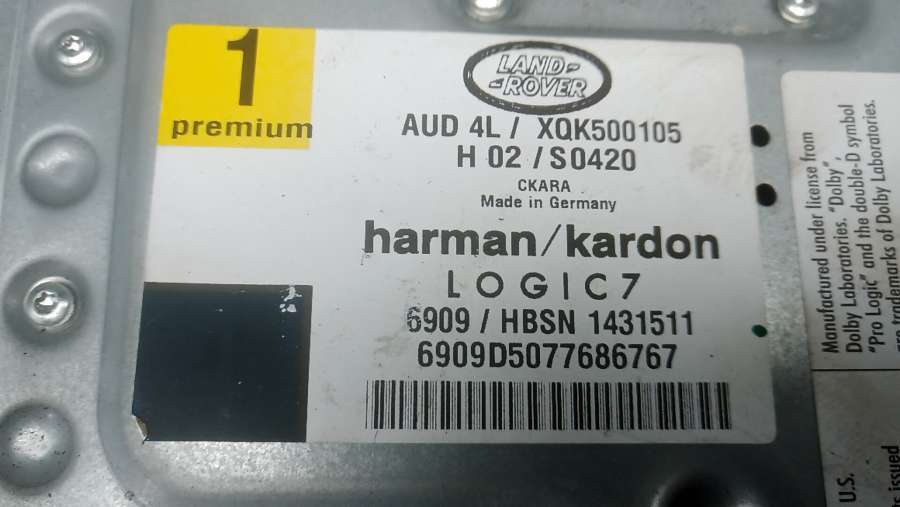 1
premium
LAND-
-ROVER
AUD 4L / XQK500105
H 02 / S0420
CKARA
Made in Germany
harman/kardon
LOGIC7
6909 / HBSN 1431511
6909D5077686767
Manufactured under license from
Dolby Laboratories. "Dolby",
"Pro Logic" and the double-D symbol
are trademarks of Dolby Laboratories.
U.S.
issued